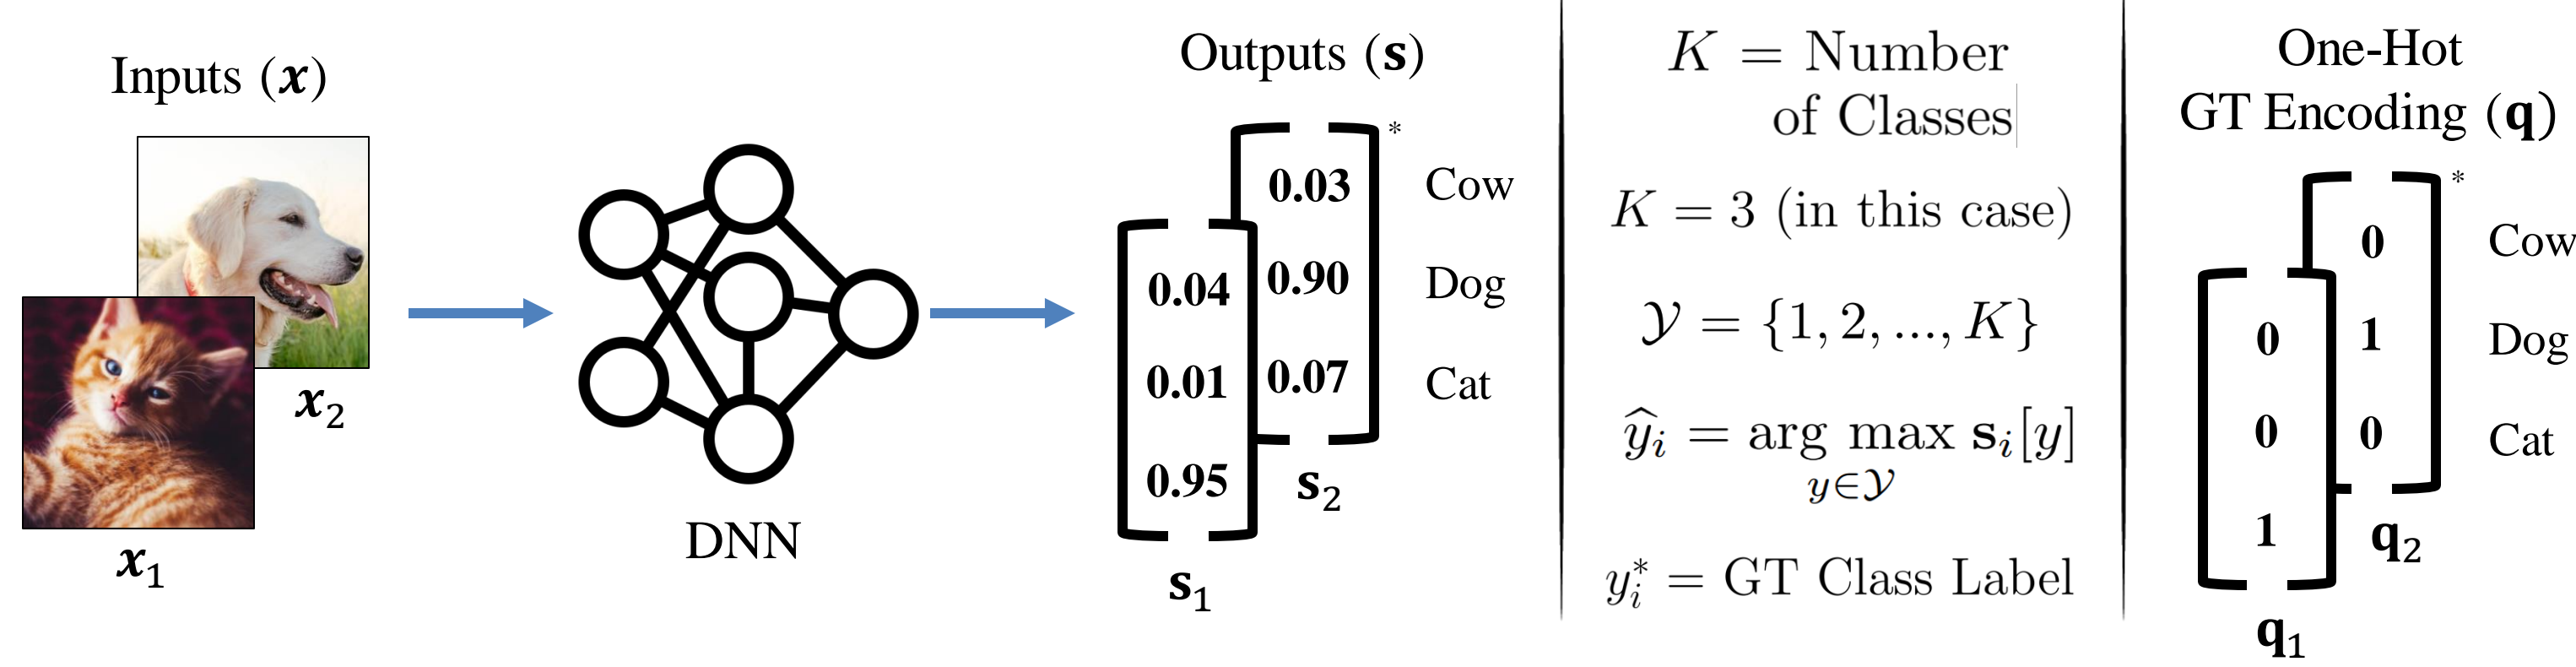 Inputs (x)
x₂
x₁
DNN
Outputs (s)
*
0.03 Cow
0.90 Dog
0.07 Cat
s₂
0.04
0.01
0.95
s₁
K = Number
of Classes
K = 3 (in this case)
𝒴 = {1, 2, ..., K}
ŷᵢ = arg max sᵢ[y]
y∈𝒴
yᵢ* = GT Class Label
One-Hot
GT Encoding (q)
*
0 Cow
1 Dog
0 Cat
q₂
0
0
1
q₁